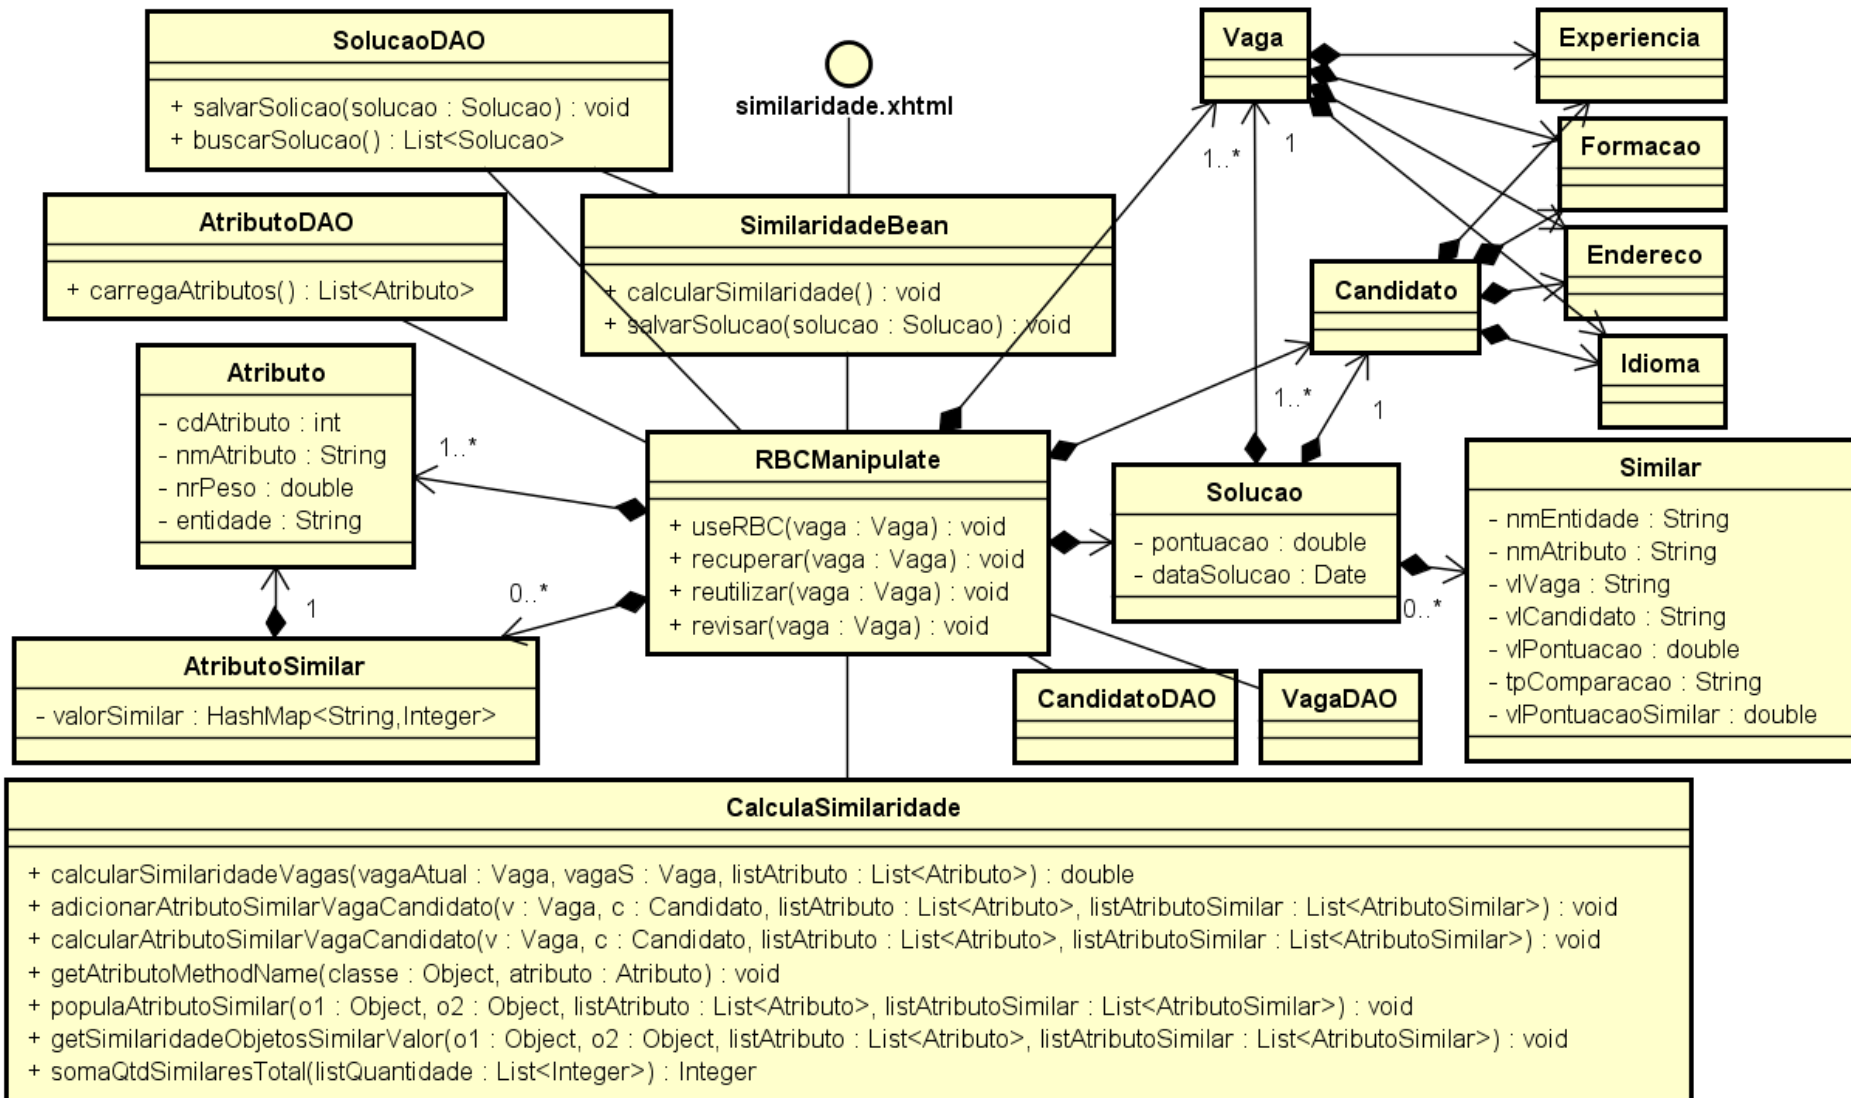 SolucaoDAO
+ salvarSolicao(solucao : Solucao) : void
+ buscarSolucao() : List<Solucao>
similaridade.xhtml
Vaga
Experiencia
Formacao
Endereco
Idioma
1..*
1
AtributoDAO
+ carregaAtributos() : List<Atributo>
SimilaridadeBean
+ calcularSimilaridade() : void
+ salvarSolucao(solucao : Solucao) : void
Candidato
1..*
1
Atributo
- cdAtributo : int
- nmAtributo : String
- nrPeso : double
- entidade : String
1..*
RBCManipulate
+ useRBC(vaga : Vaga) : void
+ recuperar(vaga : Vaga) : void
+ reutilizar(vaga : Vaga) : void
+ revisar(vaga : Vaga) : void
Solucao
- pontuacao : double
- dataSolucao : Date
0..*
Similar
- nmEntidade : String
- nmAtributo : String
- vlVaga : String
- vlCandidato : String
- vlPontuacao : double
- tpComparacao : String
- vlPontuacaoSimilar : double
1
0..*
AtributoSimilar
- valorSimilar : HashMap<String,Integer>
CandidatoDAO
VagaDAO
CalculaSimilaridade
+ calcularSimilaridadeVagas(vagaAtual : Vaga, vagaS : Vaga, listAtributo : List<Atributo>) : double
+ adicionarAtributoSimilarVagaCandidato(v : Vaga, c : Candidato, listAtributo : List<Atributo>, listAtributoSimilar : List<AtributoSimilar>) : void
+ calcularAtributoSimilarVagaCandidato(v : Vaga, c : Candidato, listAtributo : List<Atributo>, listAtributoSimilar : List<AtributoSimilar>) : void
+ getAtributoMethodName(classe : Object, atributo : Atributo) : void
+ populaAtributoSimilar(o1 : Object, o2 : Object, listAtributo : List<Atributo>, listAtributoSimilar : List<AtributoSimilar>) : void
+ getSimilaridadeObjetosSimilarValor(o1 : Object, o2 : Object, listAtributo : List<Atributo>, listAtributoSimilar : List<AtributoSimilar>) : void
+ somaQtdSimilaresTotal(listQuantidade : List<Integer>) : Integer